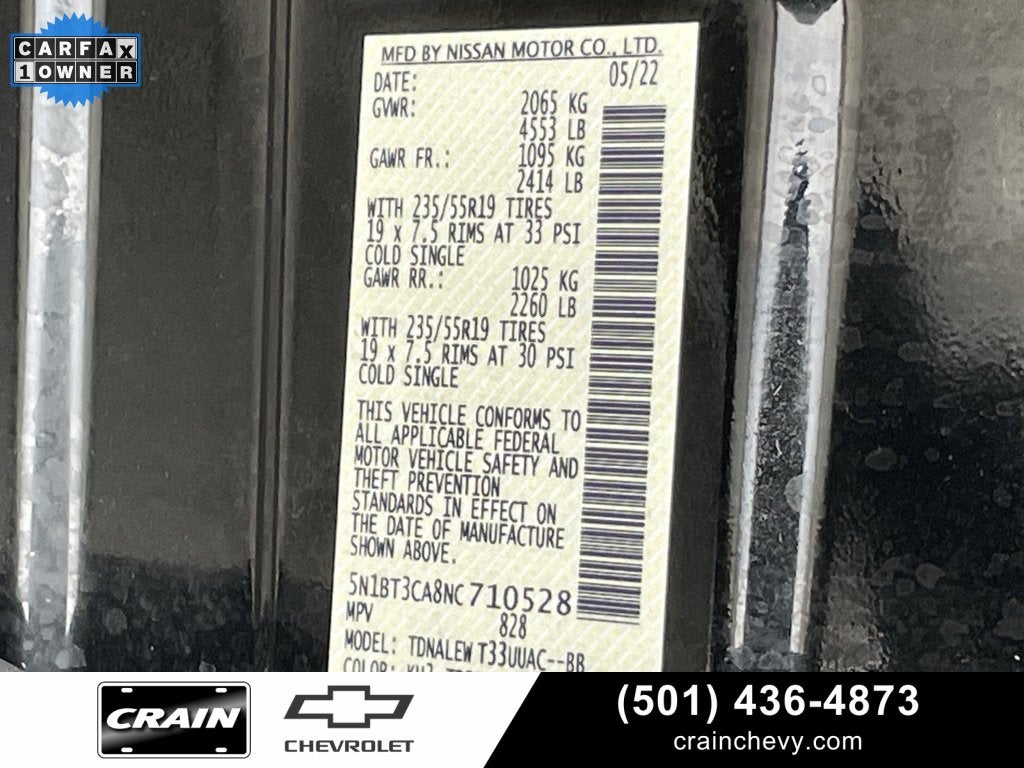 CARFAX
1 OWNER
MFD BY NISSAN MOTOR CO., LTD.
DATE: 05/22
GVWR: 2065 KG
4553 LB
GAWR FR.: 1095 KG
2414 LB
WITH 235/55R19 TIRES
19 x 7.5 RIMS AT 33 PSI
COLD SINGLE
GAWR RR.: 1025 KG
2260 LB
WITH 235/55R19 TIRES
19 x 7.5 RIMS AT 30 PSI
COLD SINGLE
THIS VEHICLE CONFORMS TO
ALL APPLICABLE FEDERAL
MOTOR VEHICLE SAFETY AND
THEFT PREVENTION
STANDARDS IN EFFECT ON
THE DATE OF MANUFACTURE
SHOWN ABOVE.
5N1BT3CA8NC710528
MPV 828
MODEL: TDNALEW T33UUAC--BB
COLOR:
CRAIN
CHEVROLET
(501) 436-4873
crainchevy.com